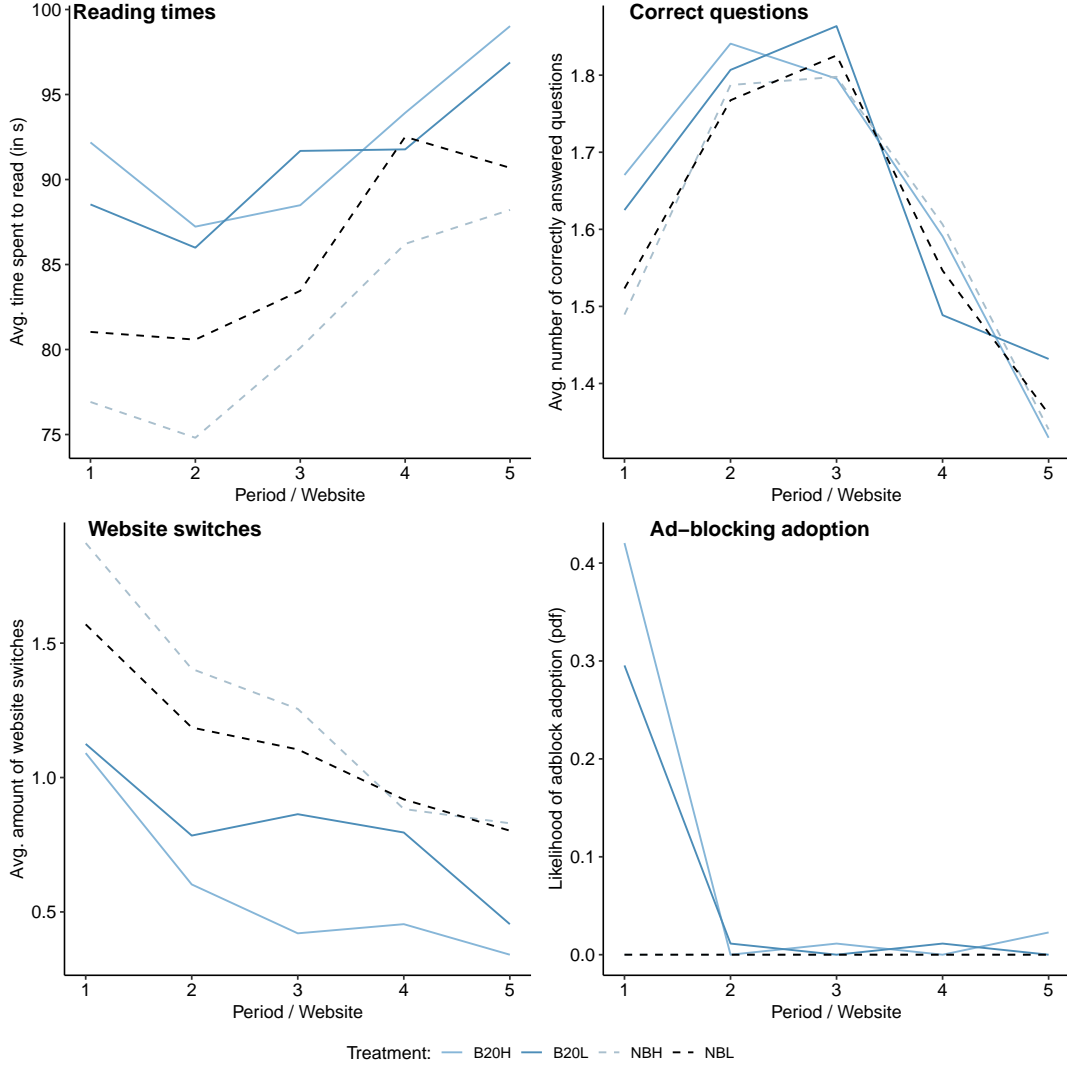 Reading times
Avg. time spent to read (in s)
100
95
90
85
80
75
1 2 3 4 5
Period / Website
Correct questions
Avg. number of correctly answered questions
1.8
1.7
1.6
1.5
1.4
1 2 3 4 5
Period / Website
Website switches
Avg. amount of website switches
1.5
1.0
0.5
1 2 3 4 5
Period / Website
Ad−blocking adoption
Likelihood of adblock adoption (pdf)
0.4
0.3
0.2
0.1
0.0
1 2 3 4 5
Period / Website
Treatment: B20H B20L NBH NBL